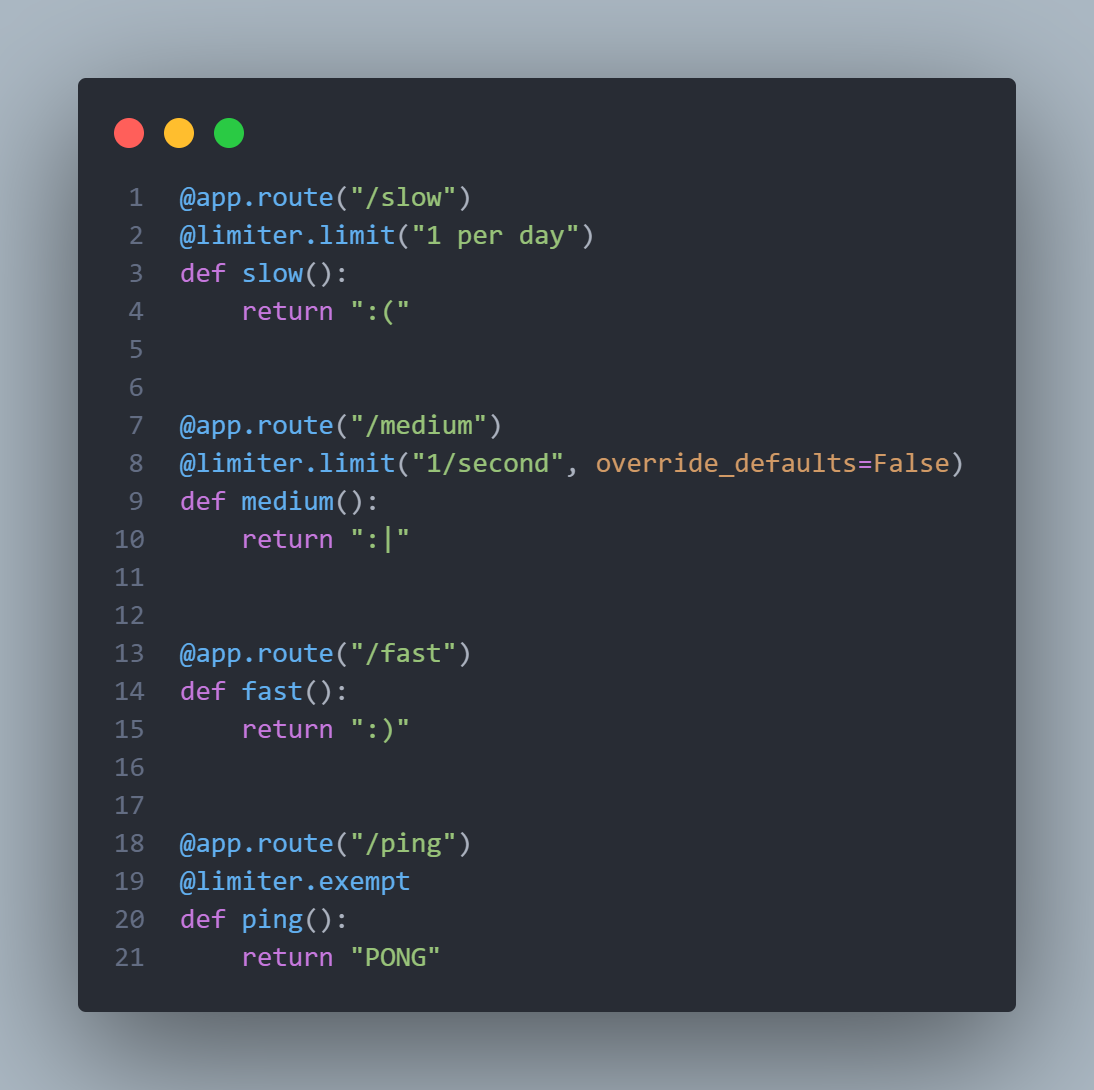 1 @app.route("/slow")
2 @limiter.limit("1 per day")
3 def slow():
4     return ":("
5
6
7 @app.route("/medium")
8 @limiter.limit("1/second", override_defaults=False)
9 def medium():
10     return ":|"
11
12
13 @app.route("/fast")
14 def fast():
15     return ":)"
16
17
18 @app.route("/ping")
19 @limiter.exempt
20 def ping():
21     return "PONG"